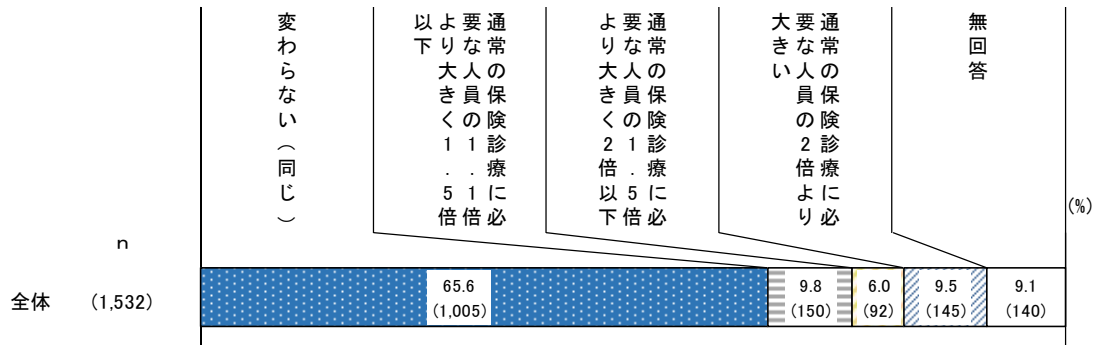 変わらない（同じ）
通常の保険診療に必
要な人員の1.1倍
より大きく1.5倍
以下
通常の保険診療に必
要な人員の1.5倍
より大きく2倍以下
通常の保険診療に必
要な人員の2倍より
大きい
無回答
(%)
n
全体 (1,532)
65.6 9.8 6.0 9.5 9.1
(1,005) (150) (92) (145) (140)